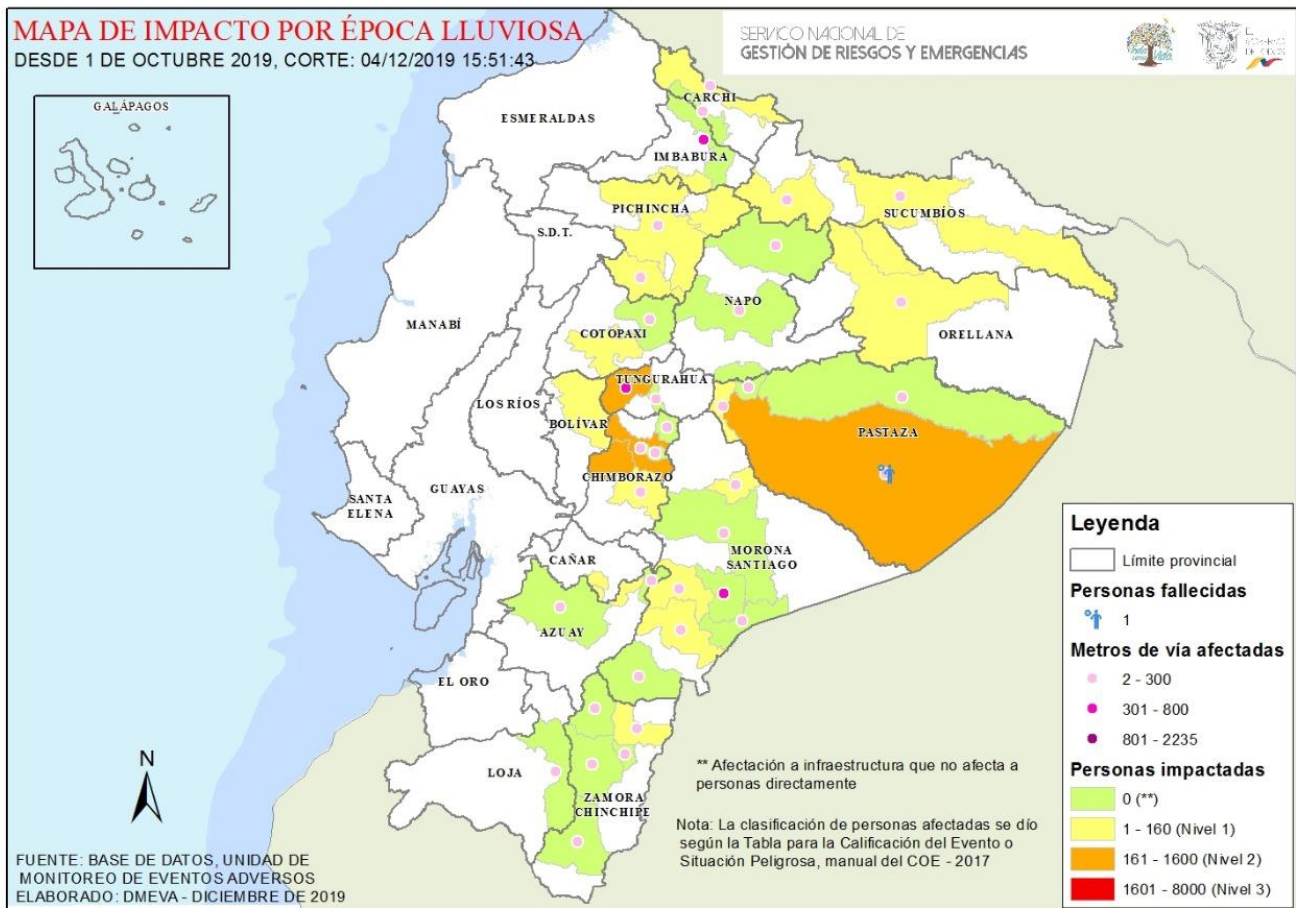 MAPA DE IMPACTO POR ÉPOCA LLUVIOSA
DESDE 1 DE OCTUBRE 2019, CORTE: 04/12/2019 15:51:43
SERVICIO NACIONAL DE
GESTIÓN DE RIESGOS Y EMERGENCIAS
GALÁPAGOS
CARCHI
ESMERALDAS
IMBABURA
PICHINCHA
SUCUMBÍOS
S.D.T.
NAPO
MANABÍ
COTOPAXI
ORELLANA
TUNGURAHUA
LOS RÍOS
BOLÍVAR
PASTAZA
CHIMBORAZO
SANTA
ELENA
GUAYAS
CAÑAR
MORONA
SANTIAGO
AZUAY
EL ORO
LOJA
ZAMORA
CHINCHIPE
N
Leyenda
Límite provincial
Personas fallecidas
1
Metros de vía afectadas
2 - 300
301 - 800
801 - 2235
Personas impactadas
0 (**)
1 - 160 (Nivel 1)
161 - 1600 (Nivel 2)
1601 - 8000 (Nivel 3)
** Afectación a infraestructura que no afecta a
personas directamente
Nota: La clasificación de personas afectadas se dío
según la Tabla para la Calificación del Evento o
Situación Peligrosa, manual del COE - 2017
FUENTE: BASE DE DATOS, UNIDAD DE
MONITOREO DE EVENTOS ADVERSOS
ELABORADO: DMEVA - DICIEMBRE DE 2019